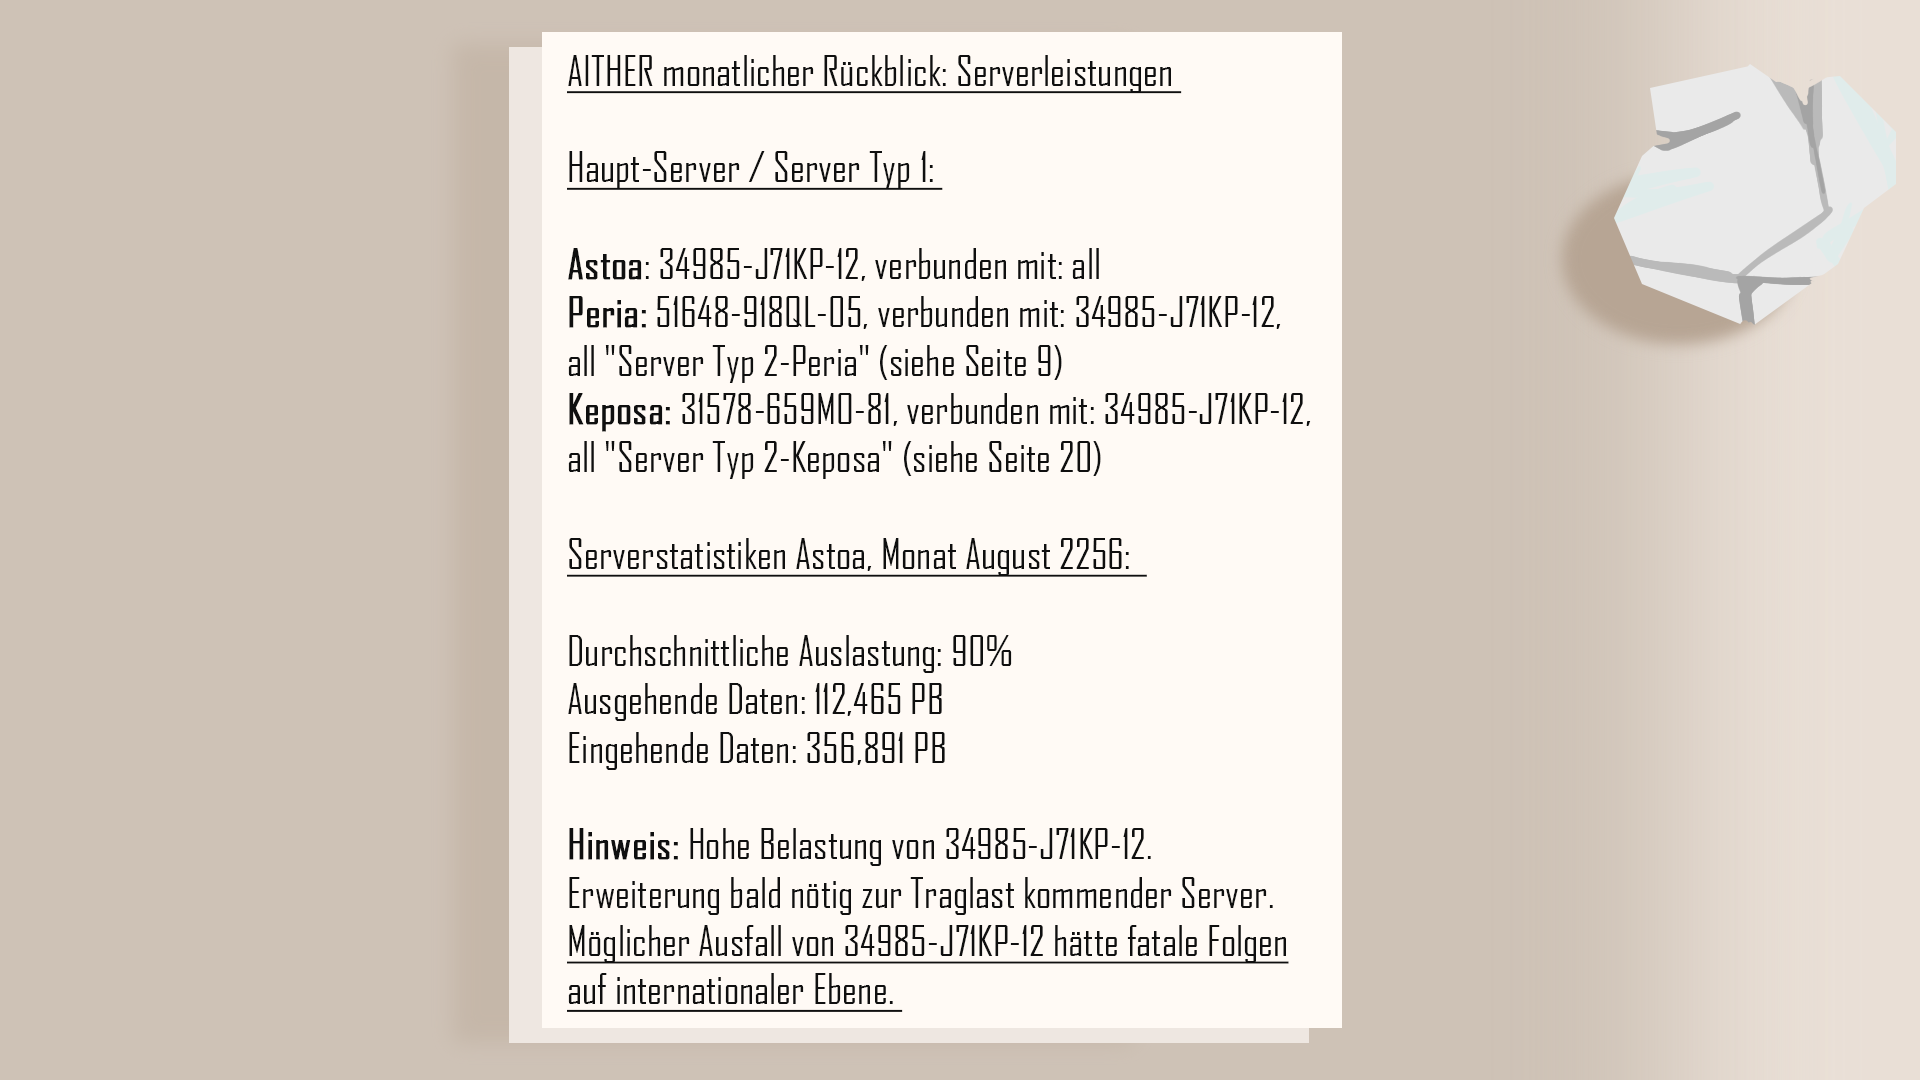 AITHER monatlicher Rückblick: Serverleistungen
Haupt-Server / Server Typ 1:
Astoa: 34985-J71KP-12, verbunden mit: all
Peria: 51648-918QL-05, verbunden mit: 34985-J71KP-12,
all "Server Typ 2-Peria" (siehe Seite 9)
Keposa: 31578-659MO-81, verbunden mit: 34985-J71KP-12,
all "Server Typ 2-Keposa" (siehe Seite 20)
Serverstatistiken Astoa, Monat August 2256:
Durchschnittliche Auslastung: 90%
Ausgehende Daten: 112,465 PB
Eingehende Daten: 356,891 PB
Hinweis: Hohe Belastung von 34985-J71KP-12.
Erweiterung bald nötig zur Traglast kommender Server.
Möglicher Ausfall von 34985-J71KP-12 hätte fatale Folgen
auf internationaler Ebene.